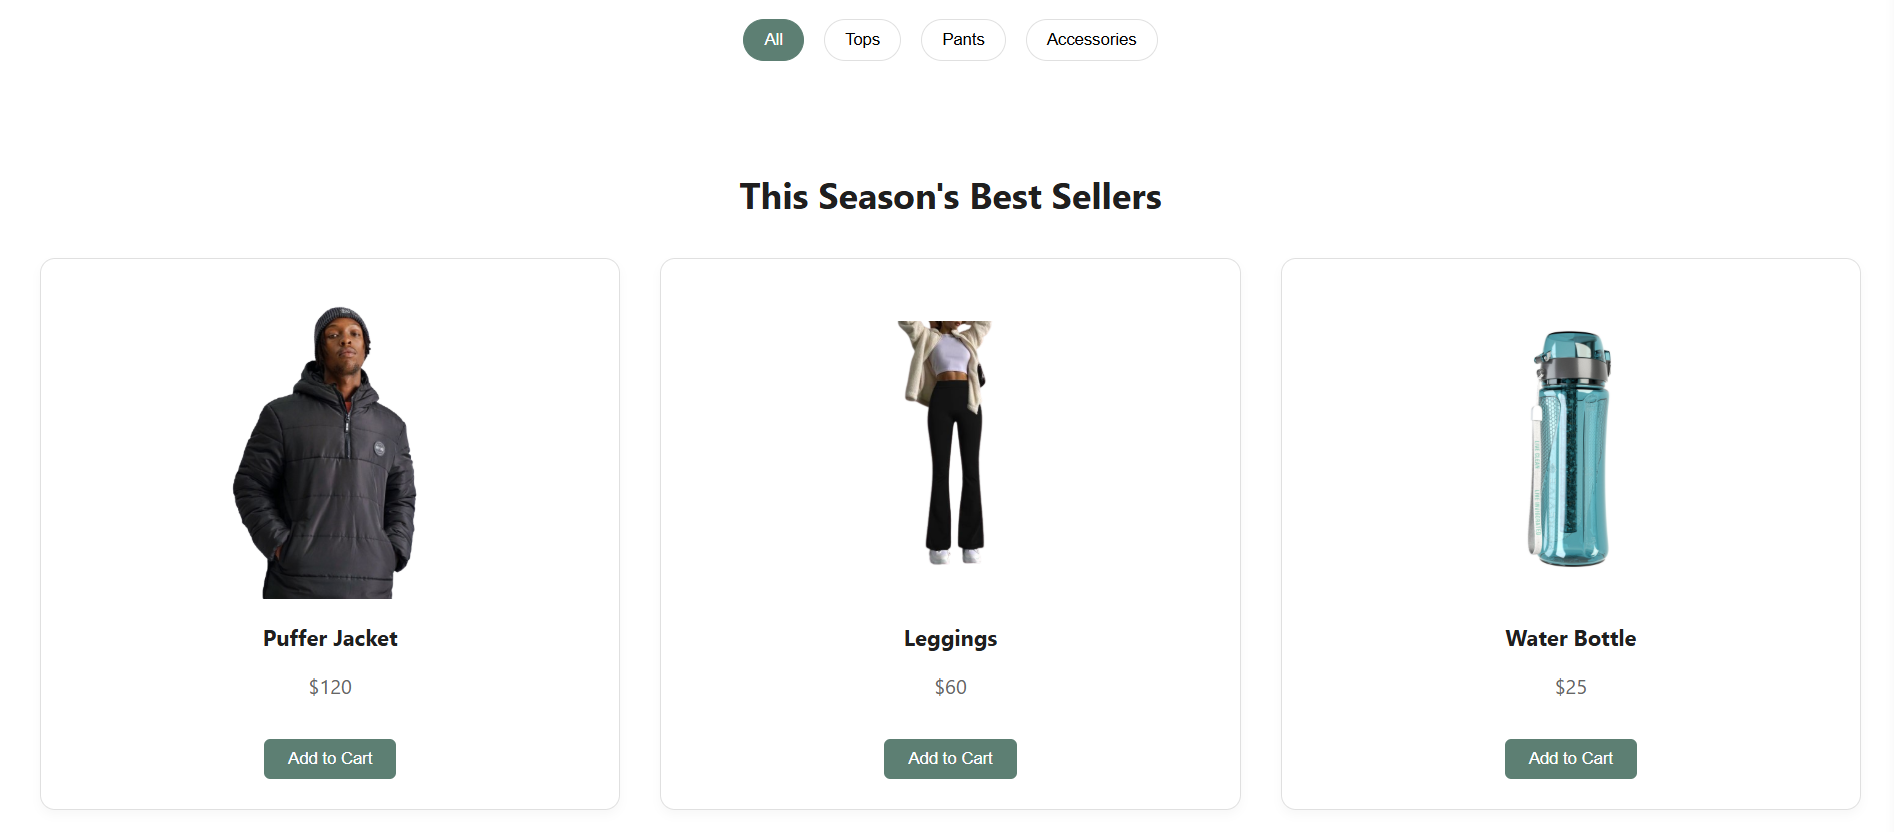 All Tops Pants Accessories
This Season's Best Sellers
Puffer Jacket Leggings Water Bottle
$120 $60 $25
Add to Cart Add to Cart Add to Cart